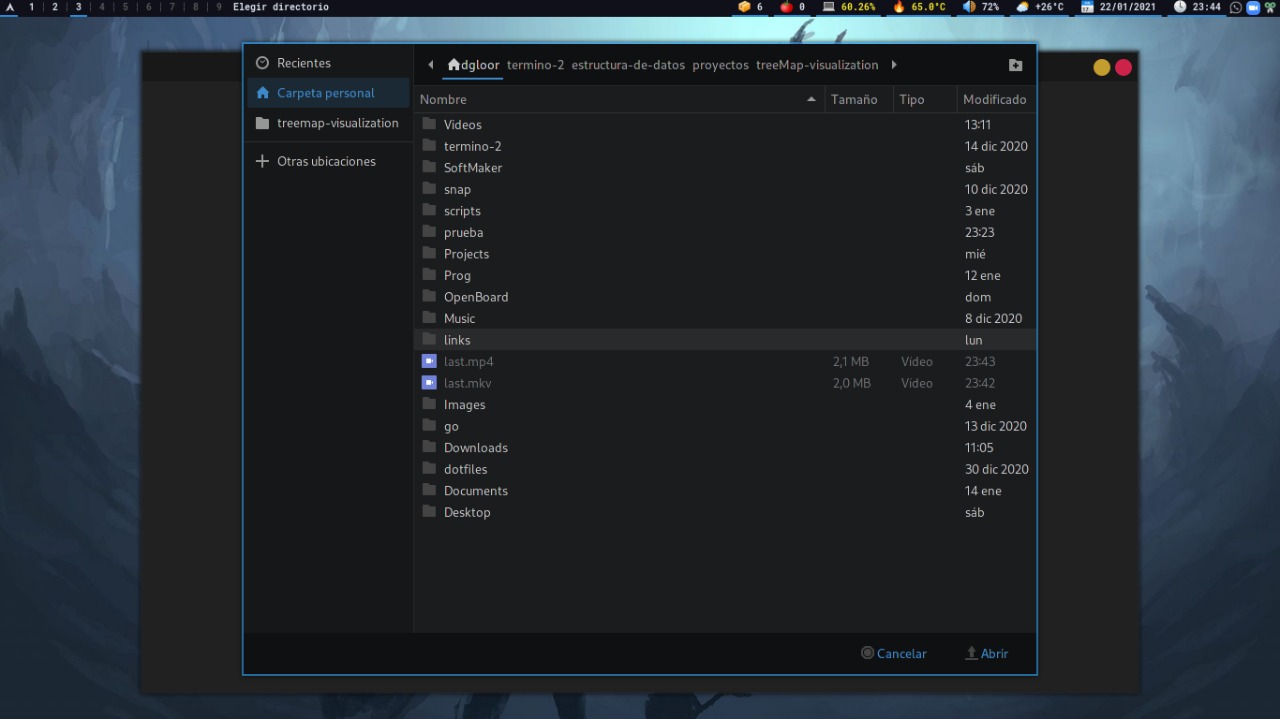 1 | 2 | 3 | 4 | 5 | 6 | 7 | 8 | 9 Elegir directorio 6 0 60.26% 65.0°C 72% +26°C 22/01/2021 23:44
Recientes
Carpeta personal
treemap-visualization
Otras ubicaciones
dgloor termino-2 estructura-de-datos proyectos treeMap-visualization
Nombre Tamaño Tipo Modificado
Videos 13:11
termino-2 14 dic 2020
SoftMaker sáb
snap 10 dic 2020
scripts 3 ene
prueba 23:23
Projects mié
Prog 12 ene
OpenBoard dom
Music 8 dic 2020
links lun
last.mp4 2,1 MB Vídeo 23:43
last.mkv 2,0 MB Vídeo 23:42
Images 4 ene
go 13 dic 2020
Downloads 11:05
dotfiles 30 dic 2020
Documents 14 ene
Desktop sáb
Cancelar Abrir